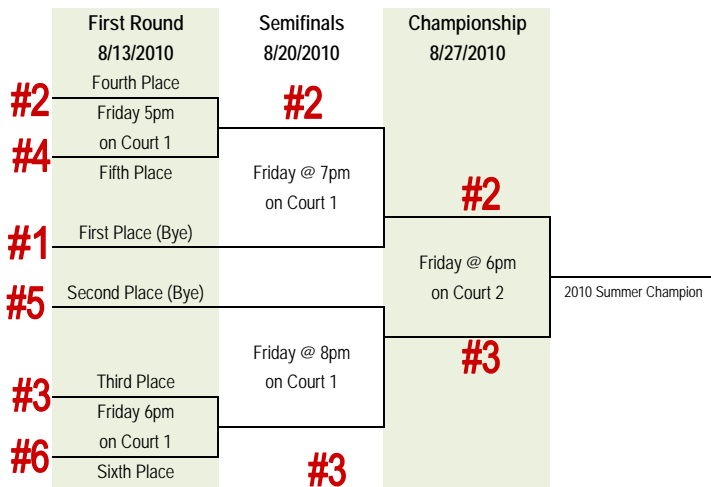 First Round
Semifinals
Championship
8/13/2010
8/20/2010
8/27/2010
Fourth Place
#2
#2
Friday 5pm
on Court 1
#4
Fifth Place
Friday @ 7pm
on Court 1
#2
#1
First Place (Bye)
Friday @ 6pm
on Court 2
#5
Second Place (Bye)
2010 Summer Champion
Friday @ 8pm
on Court 1
#3
Third Place
#3
Friday 6pm
on Court 1
#6
Sixth Place
#3